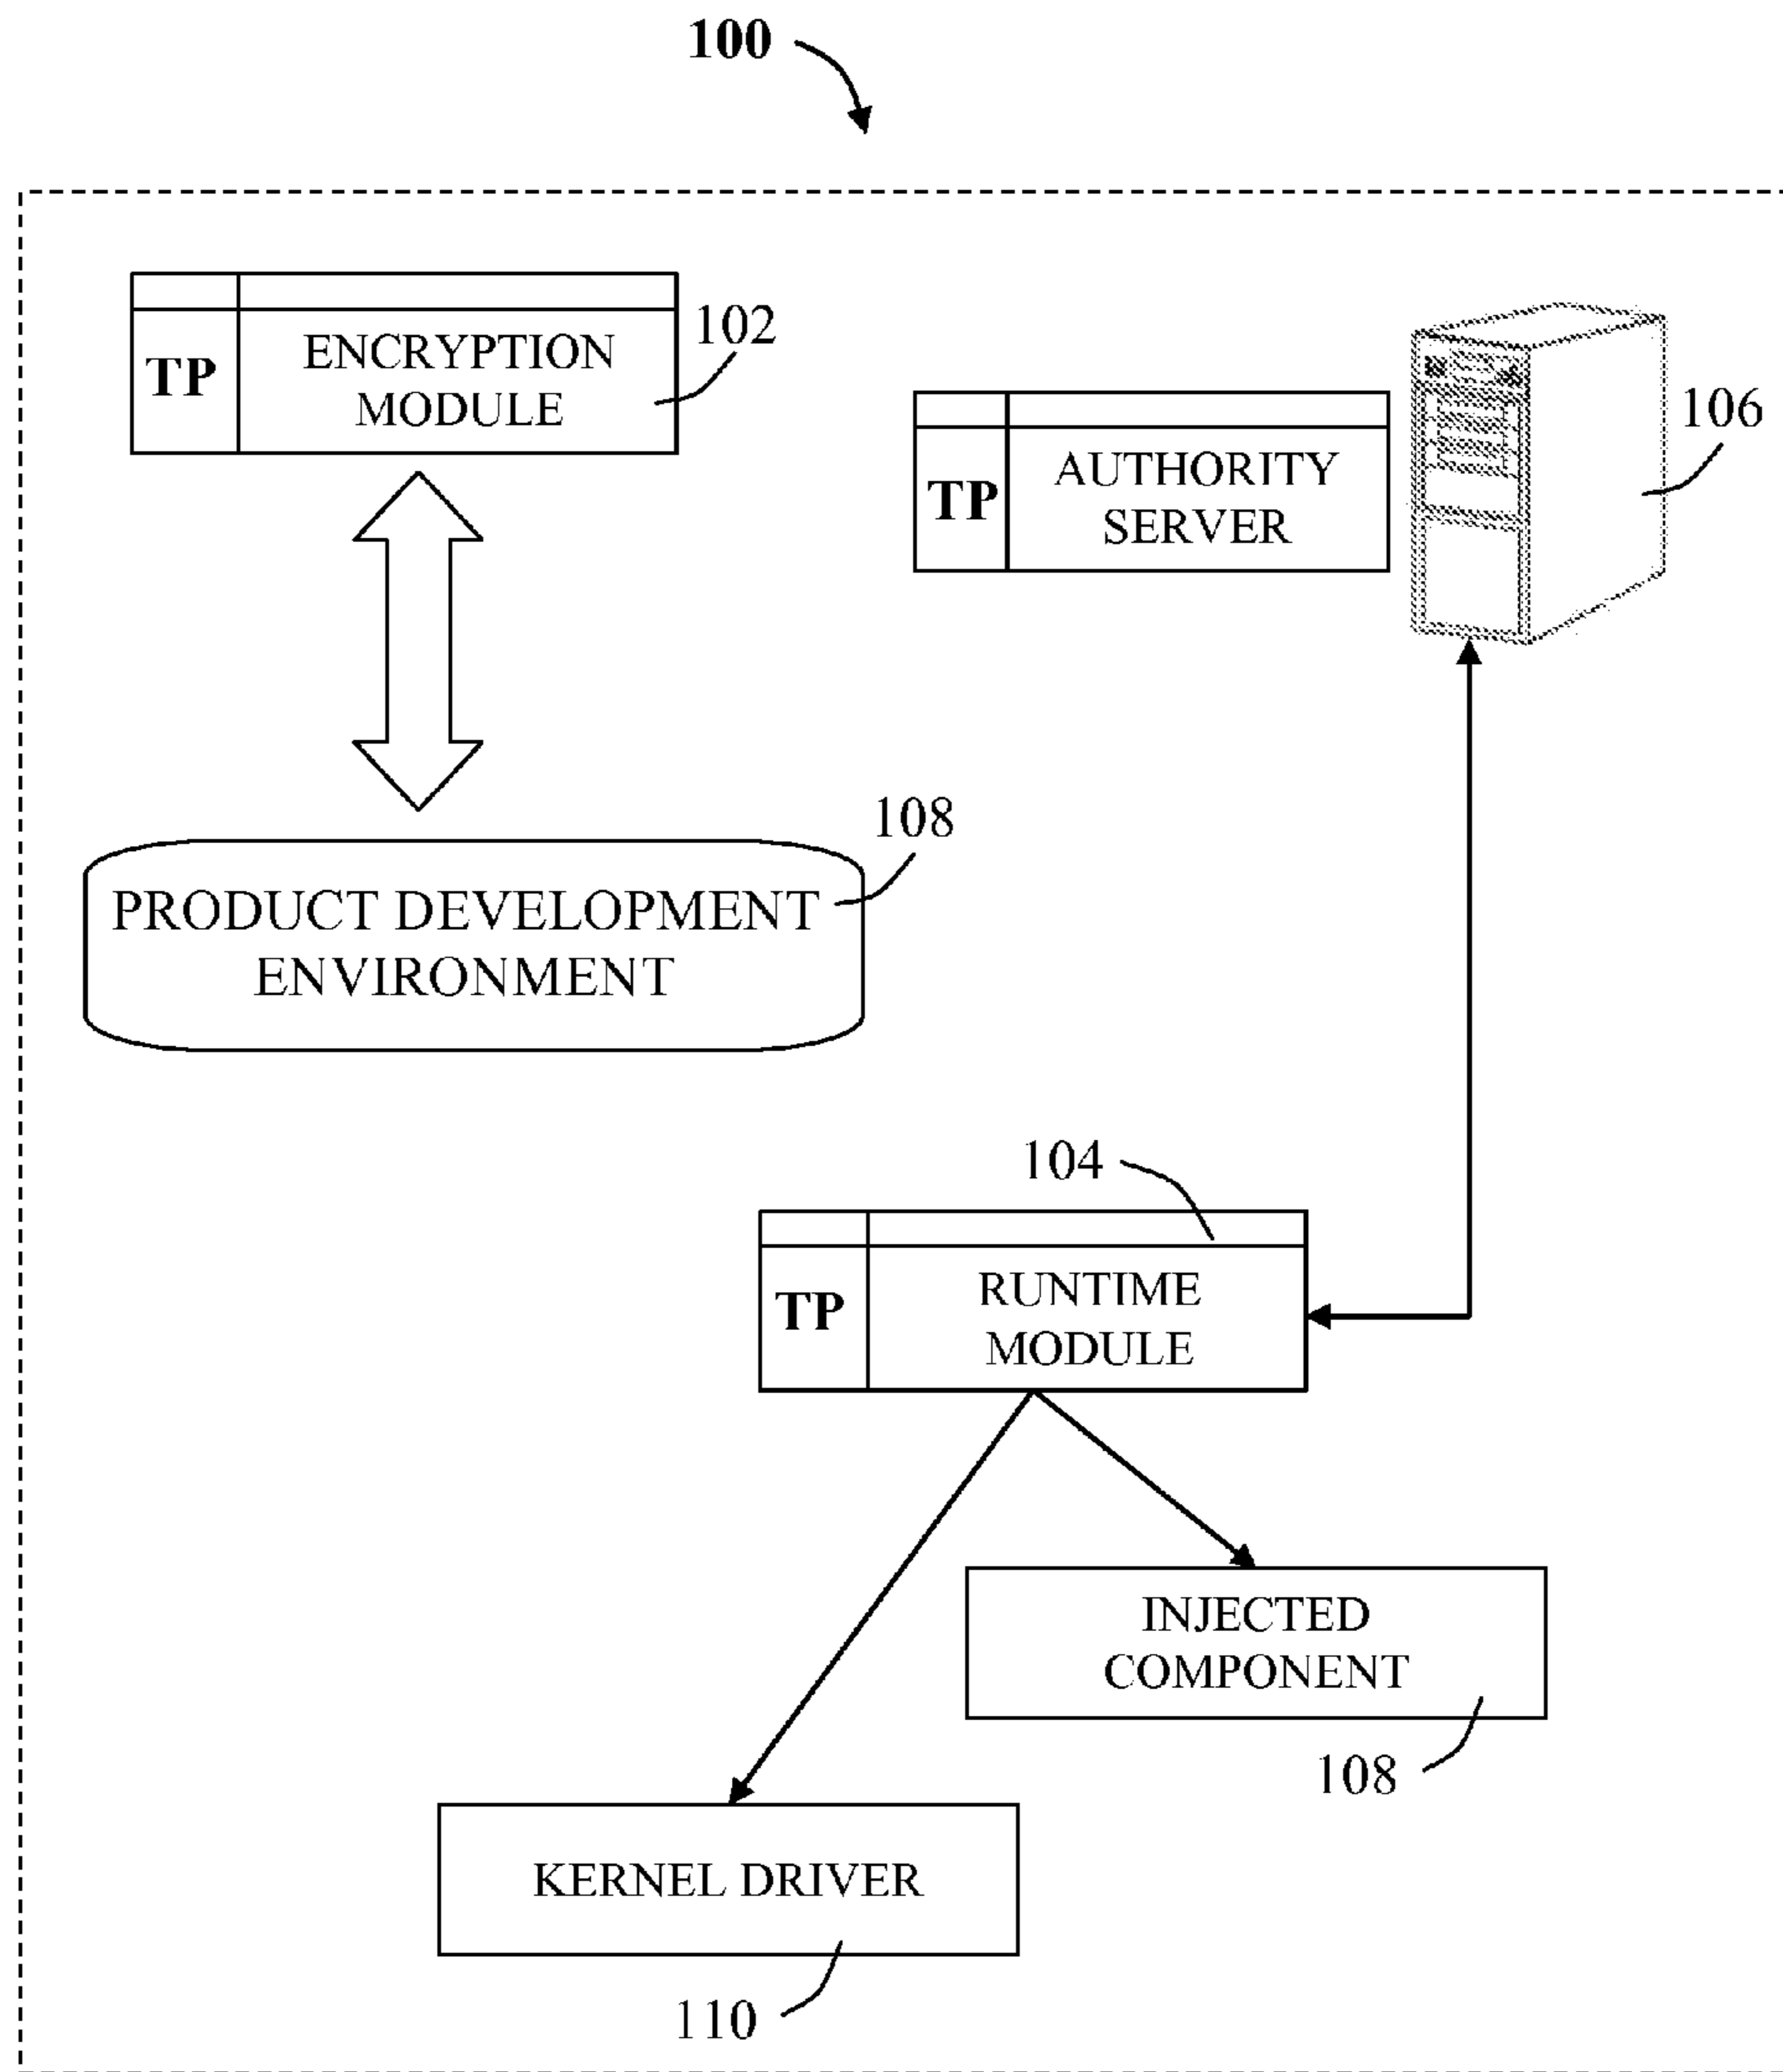 100
ENCRYPTION
MODULE
TP
102
AUTHORITY
SERVER
TP
106
108
PRODUCT DEVELOPMENT
ENVIRONMENT
104
RUNTIME
MODULE
TP
INJECTED
COMPONENT
108
KERNEL DRIVER
110